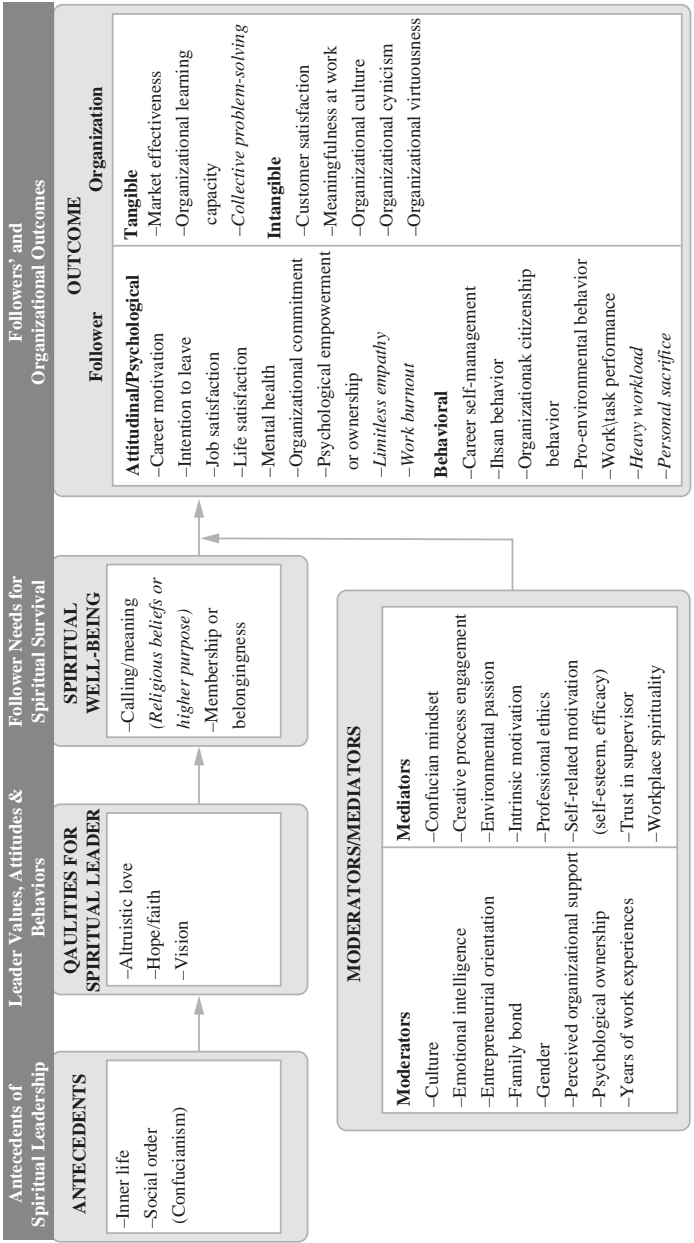 Antecedents of
Spiritual Leadership
Leader Values, Attitudes &
Behaviors
Follower Needs for
Spiritual Survival
Followers' and
Organizational Outcomes
ANTECEDENTS
–Inner life
–Social order
(Confucianism)
QAULITIES FOR
SPIRITUAL LEADER
–Altruistic love
–Hope/faith
–Vision
SPIRITUAL
WELL-BEING
–Calling/meaning
(Religious beliefs or
higher purpose)
–Membership or
belongingness
OUTCOME
Follower
Attitudinal/Psychological
–Career motivation
–Intention to leave
–Job satisfaction
–Life satisfaction
–Mental health
–Organizational commitment
–Psychological empowerment
or ownership
–Limitless empathy
–Work burnout
Behavioral
–Career self-management
–Ihsan behavior
–Organizationak citizenship
behavior
–Pro-environmental behavior
–Work\task performance
–Heavy workload
–Personal sacrifice
Organization
Tangible
–Market effectiveness
–Organizational learning
capacity
–Collective problem-solving
Intangible
–Customer satisfaction
–Meaningfulness at work
–Organizational culture
–Organizational cynicism
–Organizational virtuousness
MODERATORS/MEDIATORS
Moderators
–Culture
–Emotional intelligence
–Entrepreneurial orientation
–Family bond
–Gender
–Perceived organizational support
–Psychological ownership
–Years of work experiences
Mediators
–Confucian mindset
–Creative process engagement
–Environmental passion
–Intrinsic motivation
–Professional ethics
–Self-related motivation
(self-esteem, efficacy)
–Trust in supervisor
–Workplace spirituality